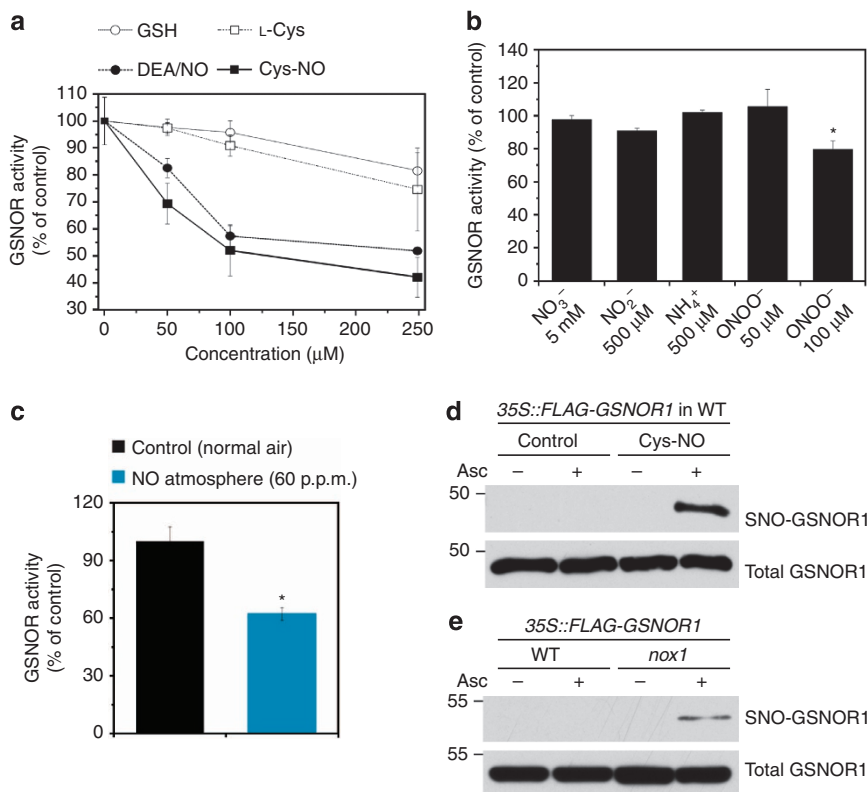 a
GSH
L-Cys
DEA/NO
Cys-NO
GSNOR activity
(% of control)
110
100
90
80
70
60
50
40
30
0
50
100
150
200
250
Concentration (μM)
b
GSNOR activity (% of control)
140
120
100
80
60
40
20
0
*
NO₃⁻
5 mM
NO₂⁻
500 μM
NH₄⁺
500 μM
ONOO⁻
50 μM
ONOO⁻
100 μM
c
Control (normal air)
NO atmosphere (60 p.p.m.)
GSNOR activity
(% of control)
120
90
60
30
0
*
d
35S::FLAG-GSNOR1 in WT
Control
Cys-NO
Asc − + − +
50
SNO-GSNOR1
50
Total GSNOR1
e
35S::FLAG-GSNOR1
WT
nox1
Asc − + − +
55
SNO-GSNOR1
55
Total GSNOR1